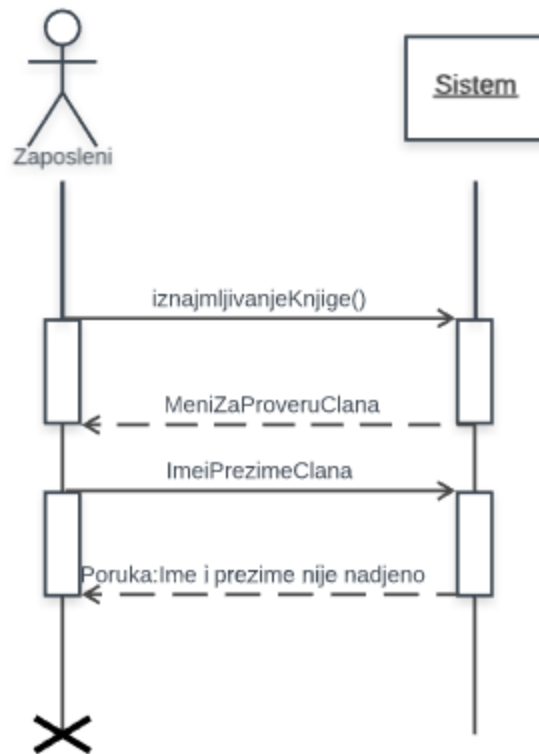 Zaposleni
Sistem
iznajmljivanjeKnjige()
MeniZaProveruClana
ImeiPrezimeClana
Poruka:Ime i prezime nije nadjeno